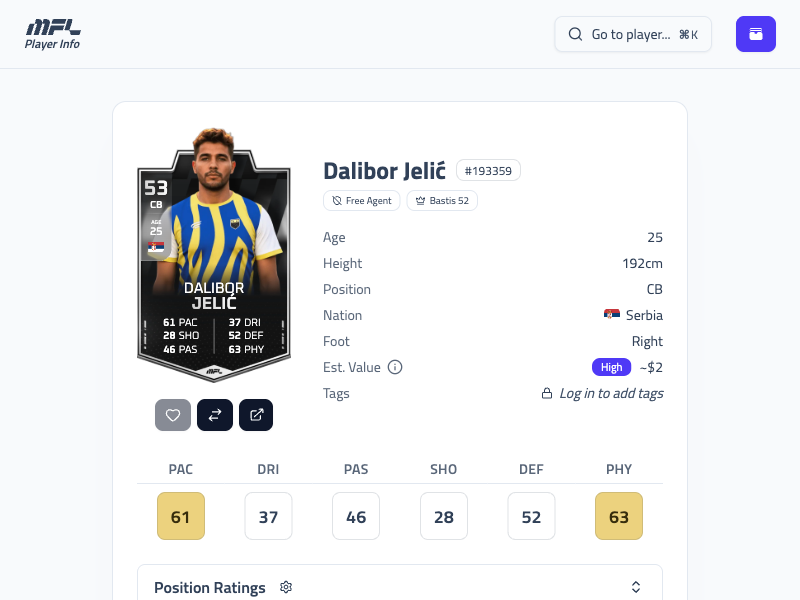 MFL
Player Info
Go to player... ⌘K
53
CB
AGE
25
DALIBOR
JELIĆ
61 PAC 37 DRI
28 SHO 52 DEF
46 PAS 63 PHY
MFL
Dalibor Jelić #193359
Free Agent Bastis 52
Age 25
Height 192cm
Position CB
Nation Serbia
Foot Right
Est. Value High ~$2
Tags Log in to add tags
PAC DRI PAS SHO DEF PHY
61 37 46 28 52 63
Position Ratings